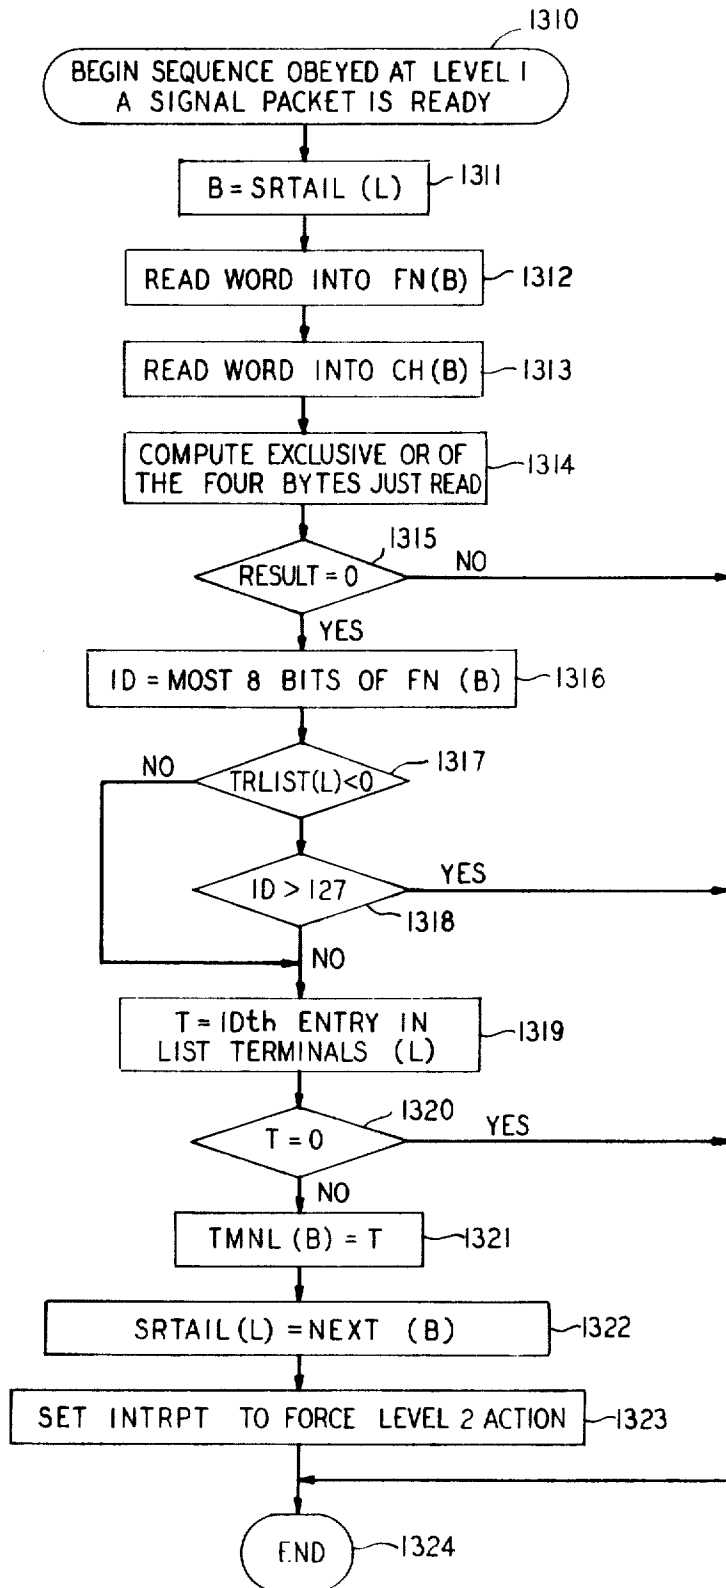 1310
BEGIN SEQUENCE OBEYED AT LEVEL 1
A SIGNAL PACKET IS READY
B = SRTAIL (L)
1311
READ WORD INTO FN (B)
1312
READ WORD INTO CH (B)
1313
COMPUTE EXCLUSIVE OR OF
THE FOUR BYTES JUST READ
1314
1315
RESULT = 0
NO
YES
ID = MOST 8 BITS OF FN (B)
1316
NO
TRLIST(L)<0
1317
ID > 127
YES
1318
NO
T = IDth ENTRY IN
LIST TERMINALS (L)
1319
1320
T = 0
YES
NO
TMNL (B) = T
1321
SRTAIL (L) = NEXT (B)
1322
SET INTRPT TO FORCE LEVEL 2 ACTION
1323
END
1324